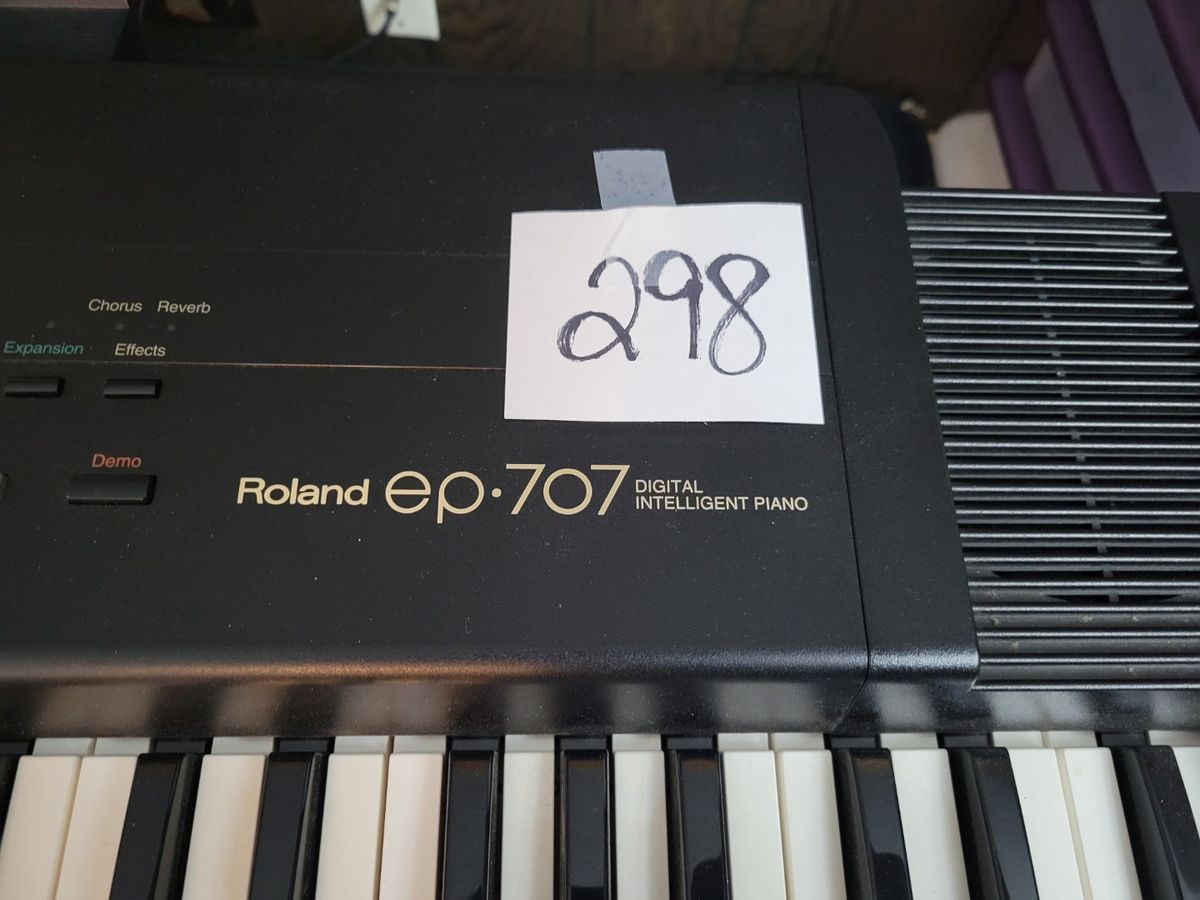 298
Chorus Reverb
Expansion Effects
Demo
Roland ep·707 DIGITAL
INTELLIGENT PIANO